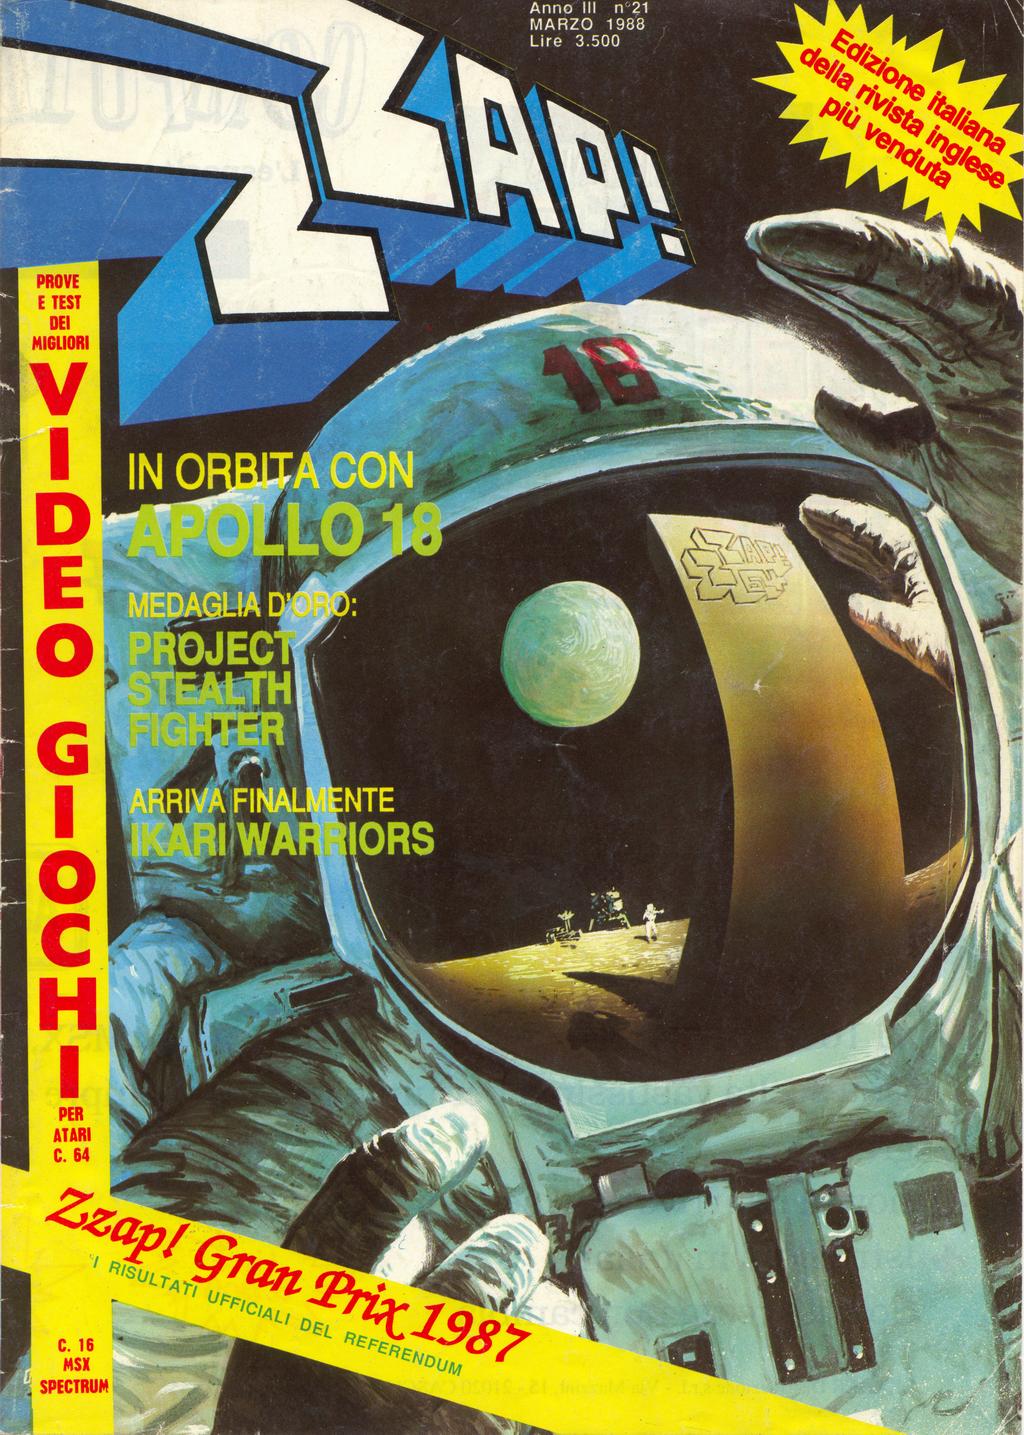 Anno III n°21
MARZO 1988
Lire 3.500
ZZAP!
Edizione italiana
della rivista inglese
più venduta
PROVE
E TEST
DEI
MIGLIORI
VIDEO GIOCHI
PER
ATARI
C. 64
C. 16
MSX
SPECTRUM
18
IN ORBITA CON
APOLLO 18
MEDAGLIA D'ORO:
PROJECT
STEALTH
FIGHTER
ARRIVA FINALMENTE
IKARI WARRIORS
ZZAP!
64
Zzap! Gran Prix 1987
I RISULTATI UFFICIALI DEL REFERENDUM